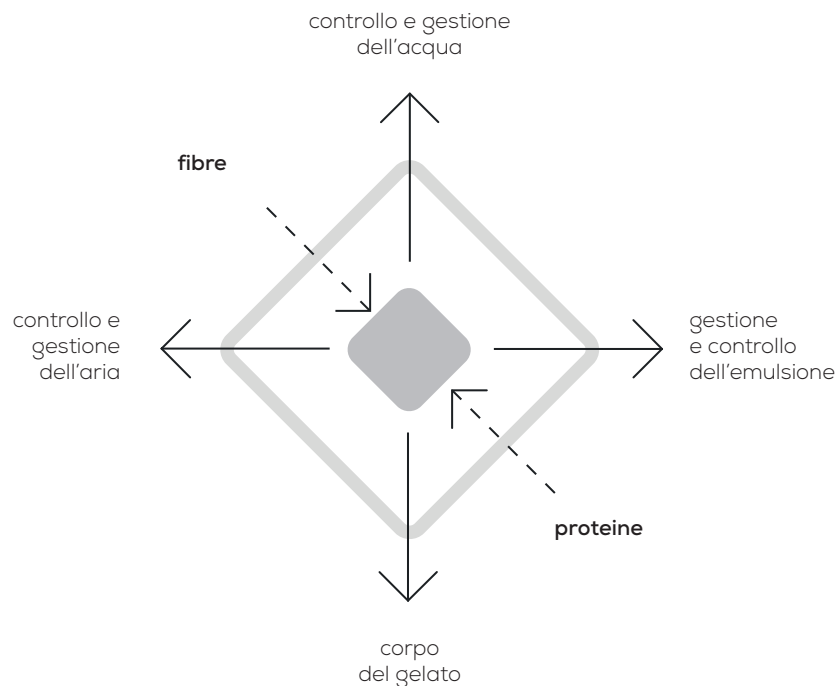 controllo e gestione
dell'acqua
fibre
controllo e
gestione
dell'aria
gestione
e controllo
dell'emulsione
proteine
corpo
del gelato